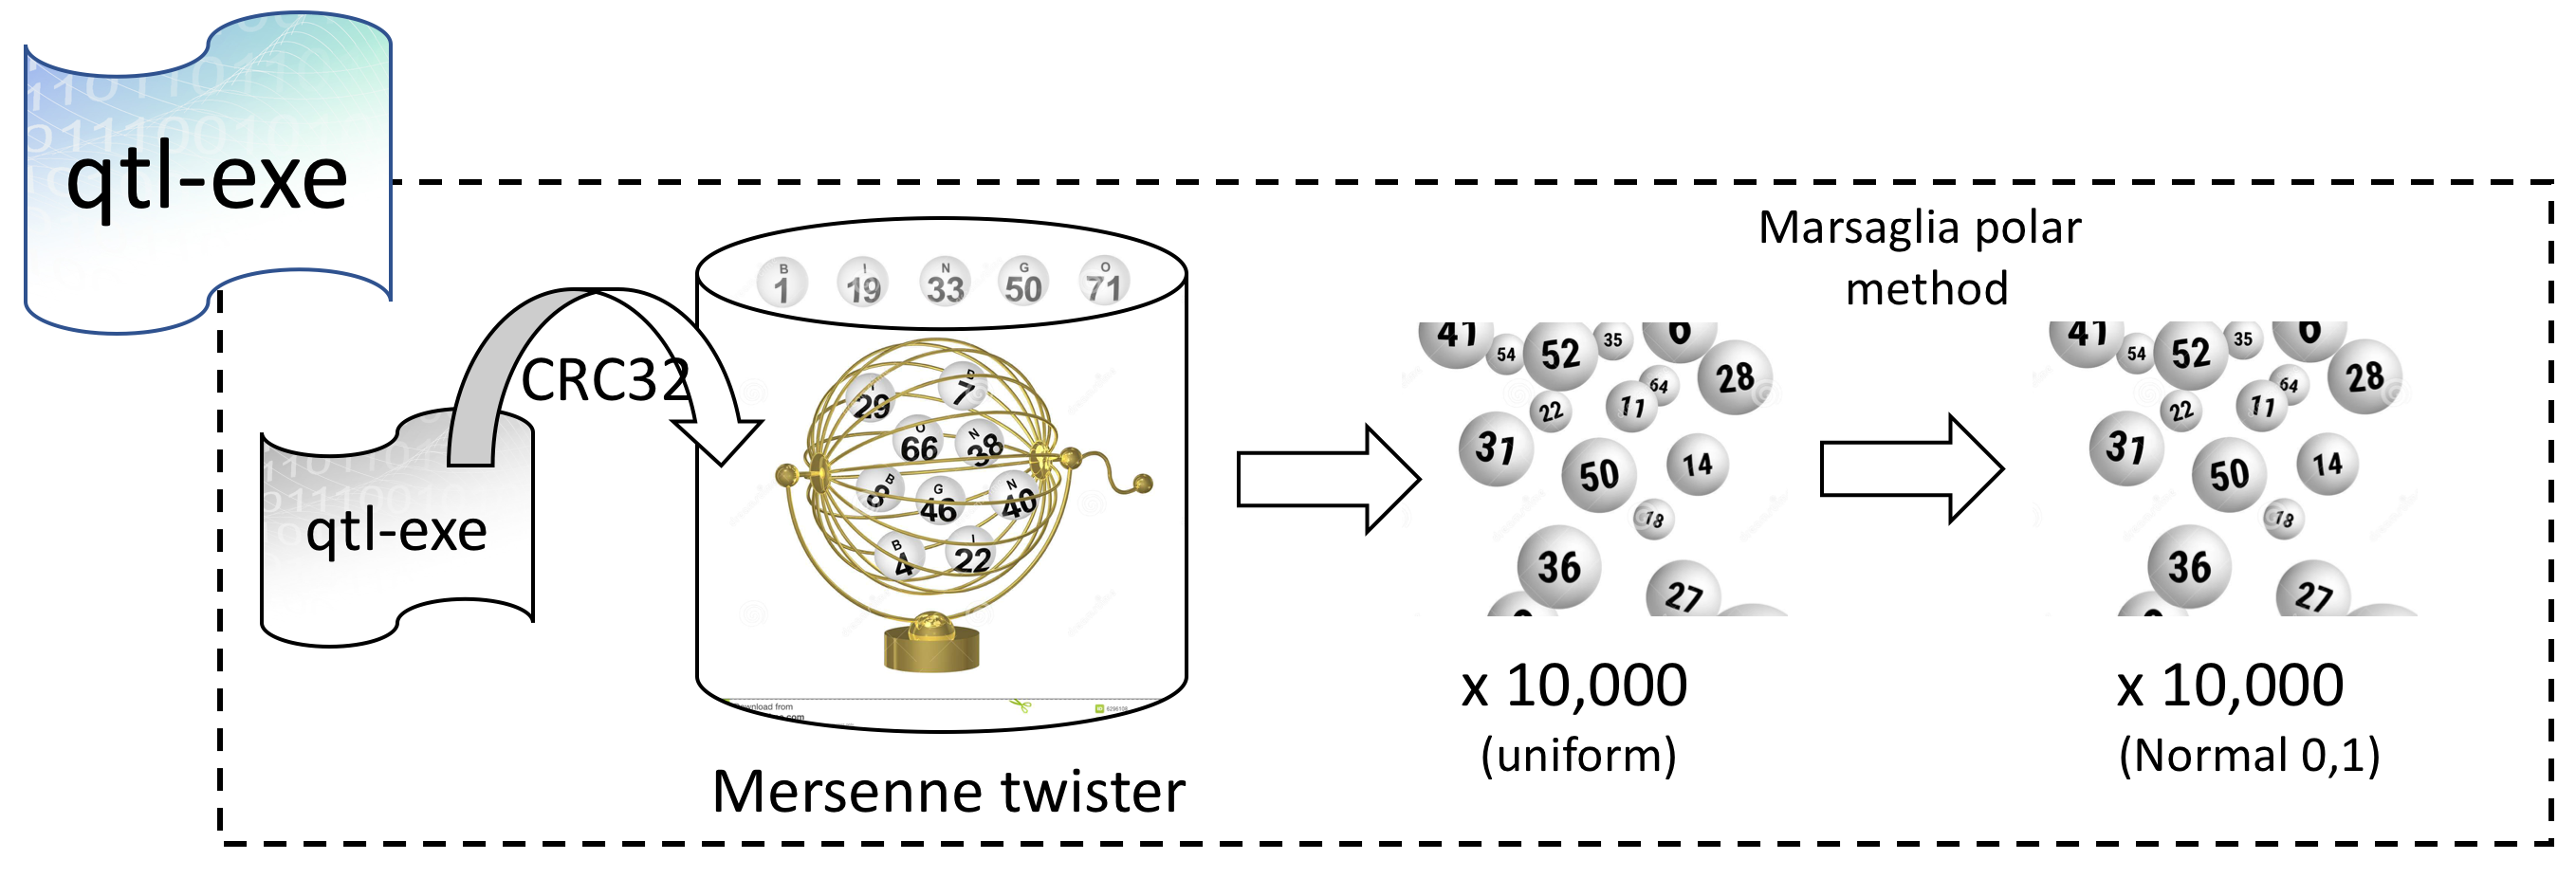 qtl-exe
Marsaglia polar
method
B I N G O
1 19 33 50 71
CRC32
qtl-exe
29 7
O N
66 38
B G N
8 46 40
B I
4 22
41 54 52 35 6
28
64
22 11
31
50 14
18
36
27
41 54 52 35 6
28
64
22 11
31
50 14
18
36
27
x 10,000
(uniform)
x 10,000
(Normal 0,1)
Mersenne twister